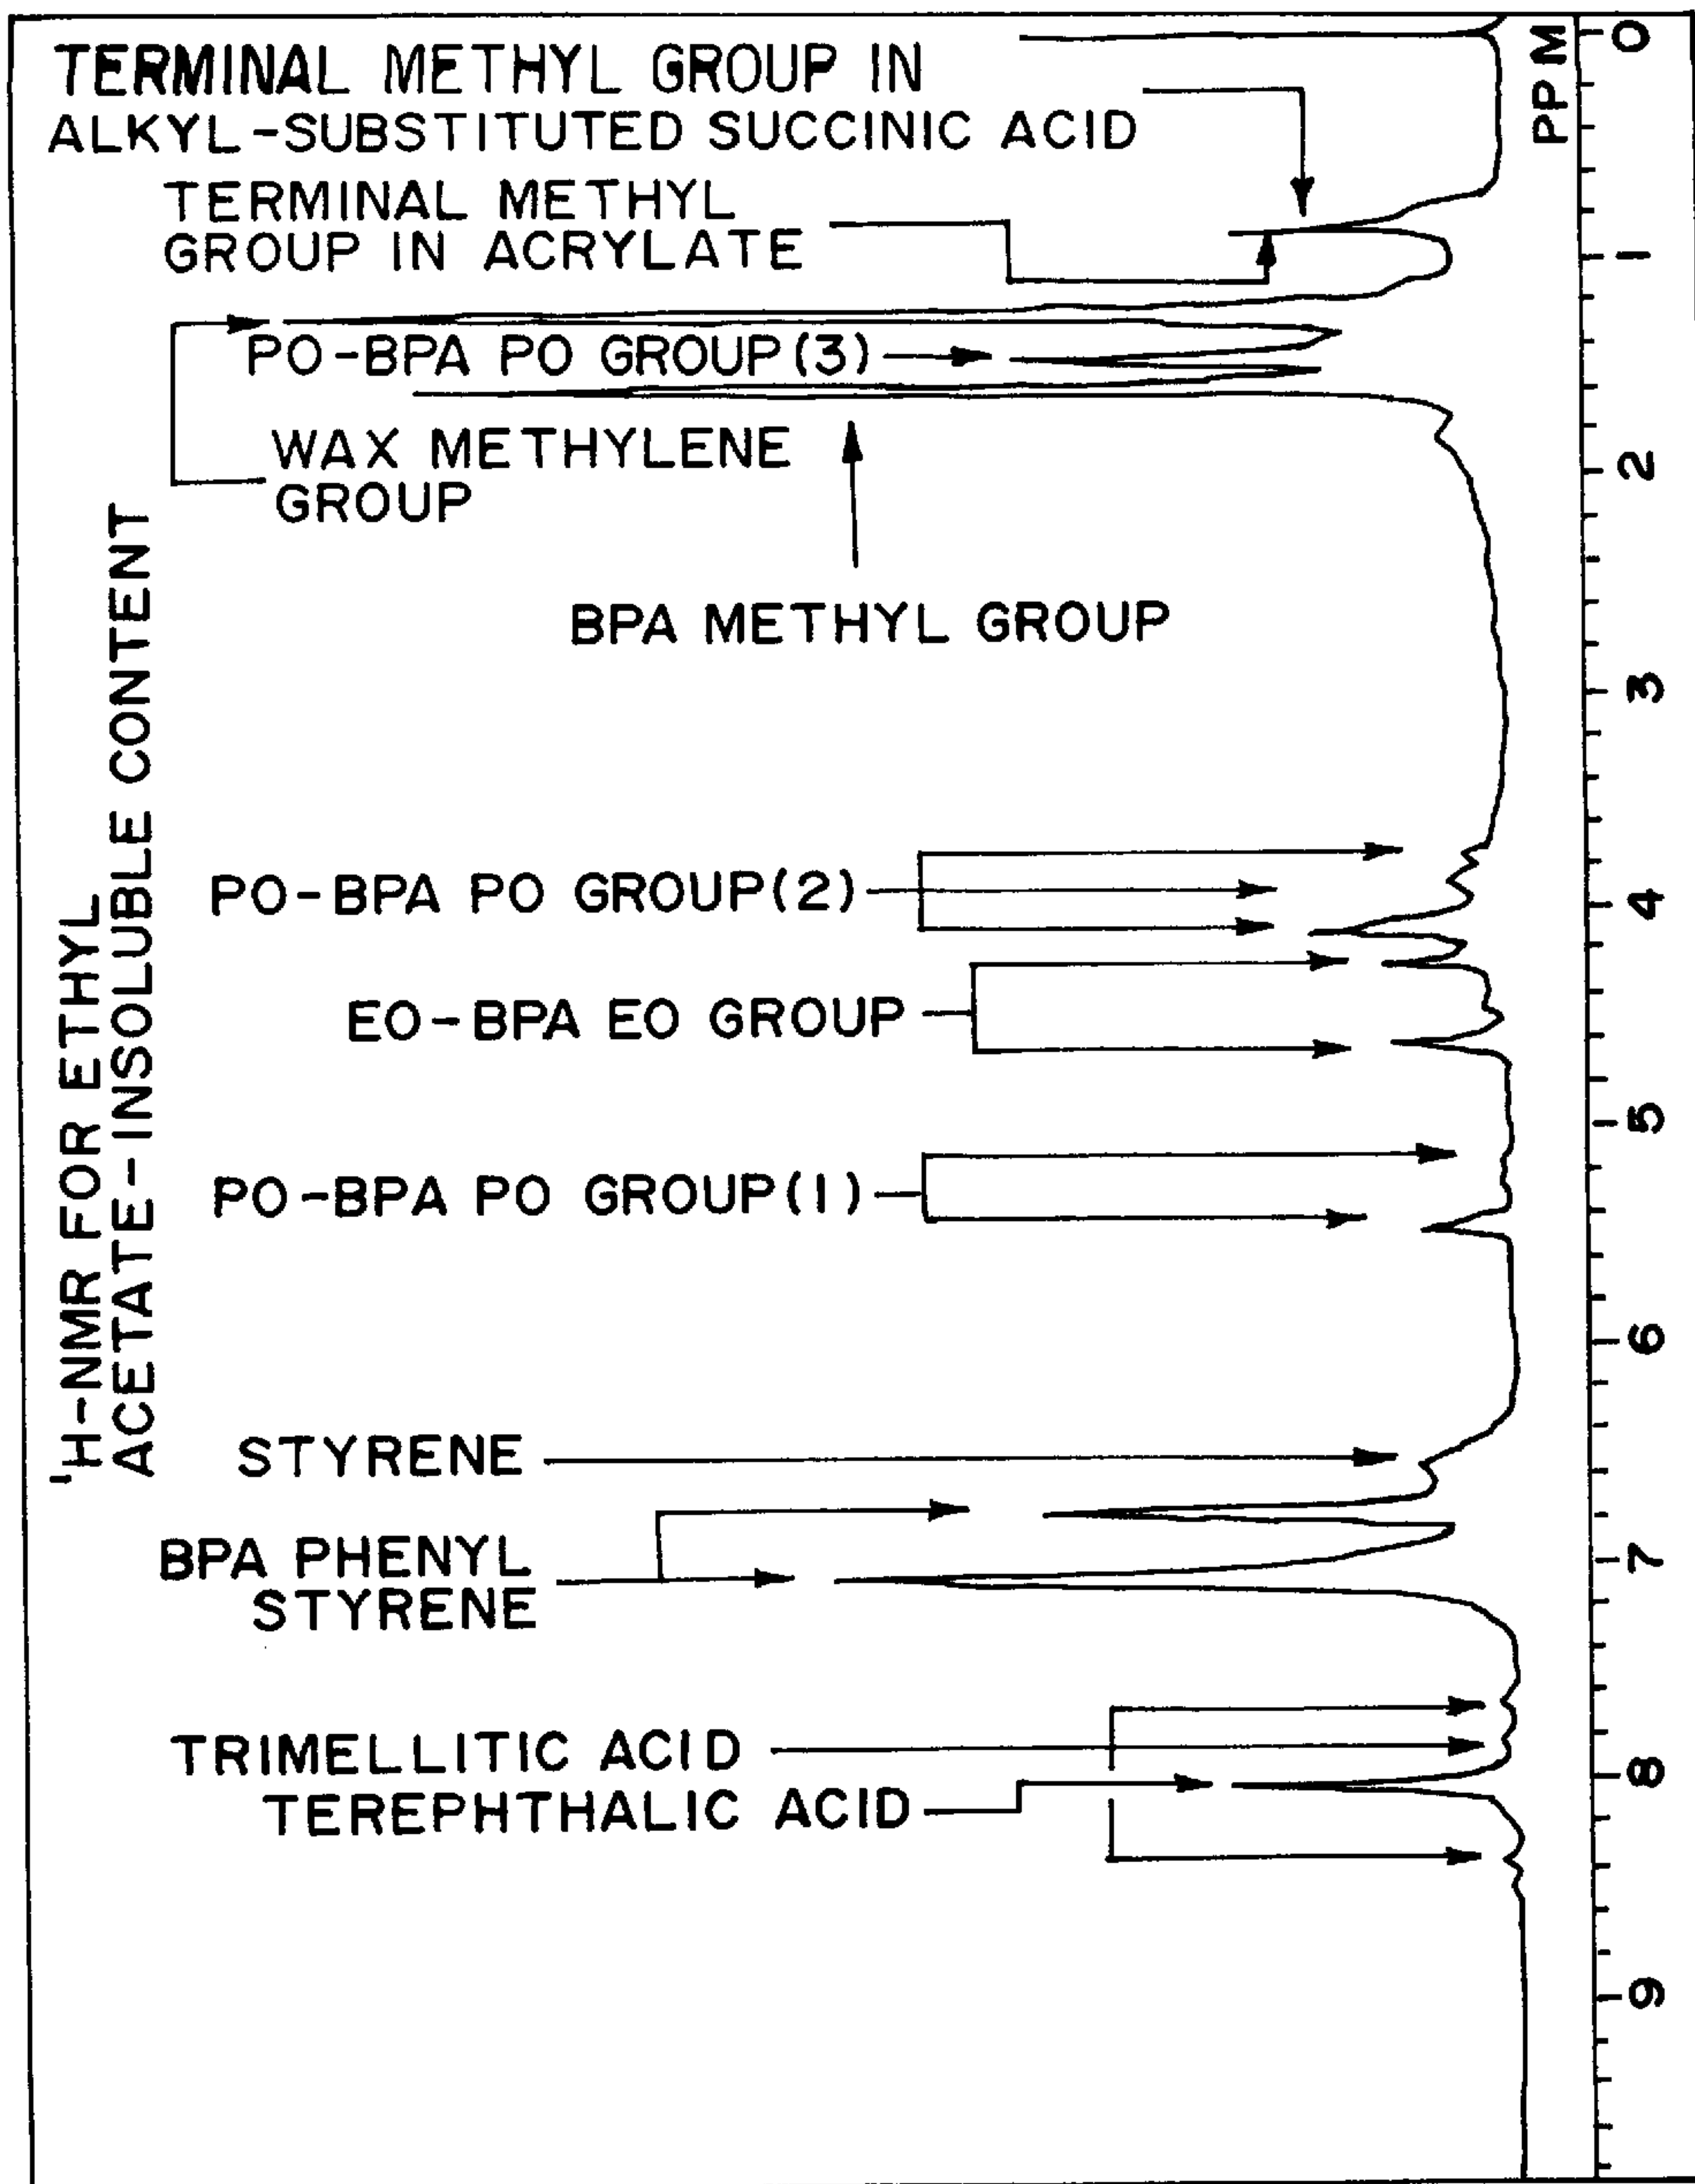 TERMINAL METHYL GROUP IN
ALKYL-SUBSTITUTED SUCCINIC ACID
TERMINAL METHYL
GROUP IN ACRYLATE
PO-BPA PO GROUP(3)
WAX METHYLENE
GROUP
BPA METHYL GROUP
¹H-NMR FOR ETHYL
ACETATE-INSOLUBLE CONTENT
PO-BPA PO GROUP(2)
EO-BPA EO GROUP
PO-BPA PO GROUP(1)
STYRENE
BPA PHENYL
STYRENE
TRIMELLITIC ACID
TEREPHTHALIC ACID
PPM
0
1
2
3
4
5
6
7
8
9